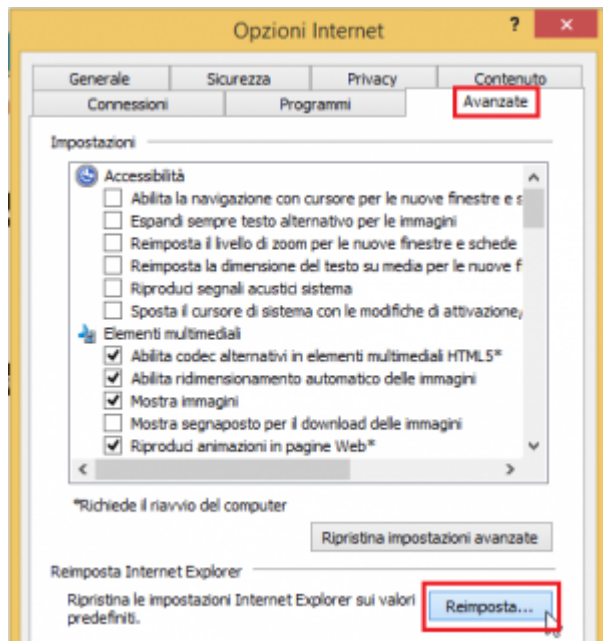 Opzioni Internet
?
×
Generale Sicurezza Privacy Contenuto
Connessioni Programmi Avanzate
Impostazioni
Accessibilità
Abilita la navigazione con cursore per le nuove finestre e s
Espandi sempre testo alternativo per le immagini
Reimposta il livello di zoom per le nuove finestre e schede
Reimposta la dimensione del testo su media per le nuove f
Riproduci segnali acustici sistema
Sposta il cursore di sistema con le modifiche di attivazione,
Elementi multimediali
Abilita codec alternativi in elementi multimediali HTML5*
Abilita ridimensionamento automatico delle immagini
Mostra immagini
Mostra segnaposto per il download delle immagini
Riproduci animazioni in pagine Web*
*Richiede il riavvio del computer
Ripristina impostazioni avanzate
Reimposta Internet Explorer
Ripristina le impostazioni Internet Explorer sui valori
predefiniti.
Reimposta...